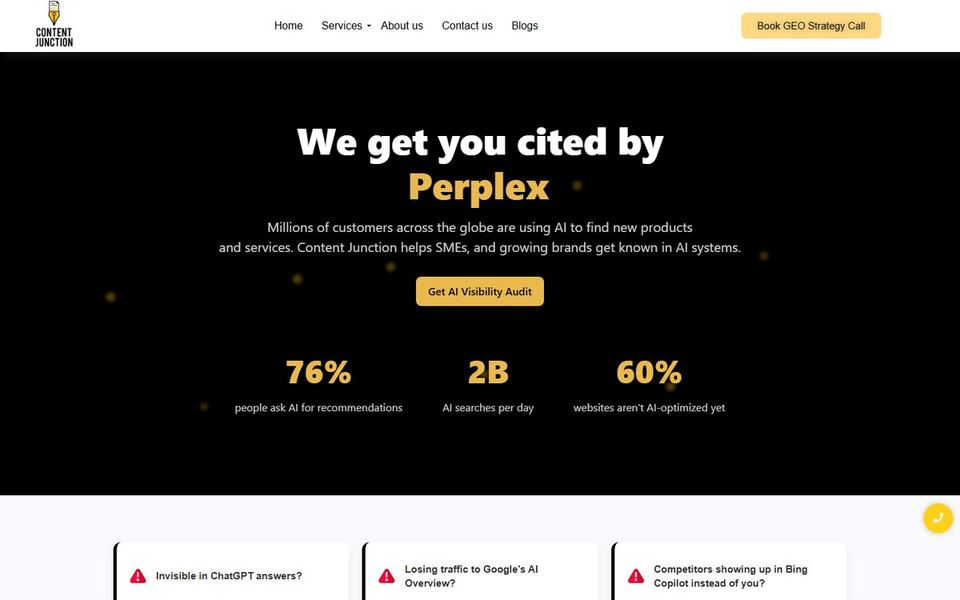 CONTENT
JUNCTION
Home
Services
About us
Contact us
Blogs
Book GEO Strategy Call
We get you cited by
Perplex
Millions of customers across the globe are using AI to find new products
and services. Content Junction helps SMEs, and growing brands get known in AI systems.
Get AI Visibility Audit
76%
people ask AI for recommendations
2B
AI searches per day
60%
websites aren't AI-optimized yet
Invisible in ChatGPT answers?
Losing traffic to Google's AI
Overview?
Competitors showing up in Bing
Copilot instead of you?